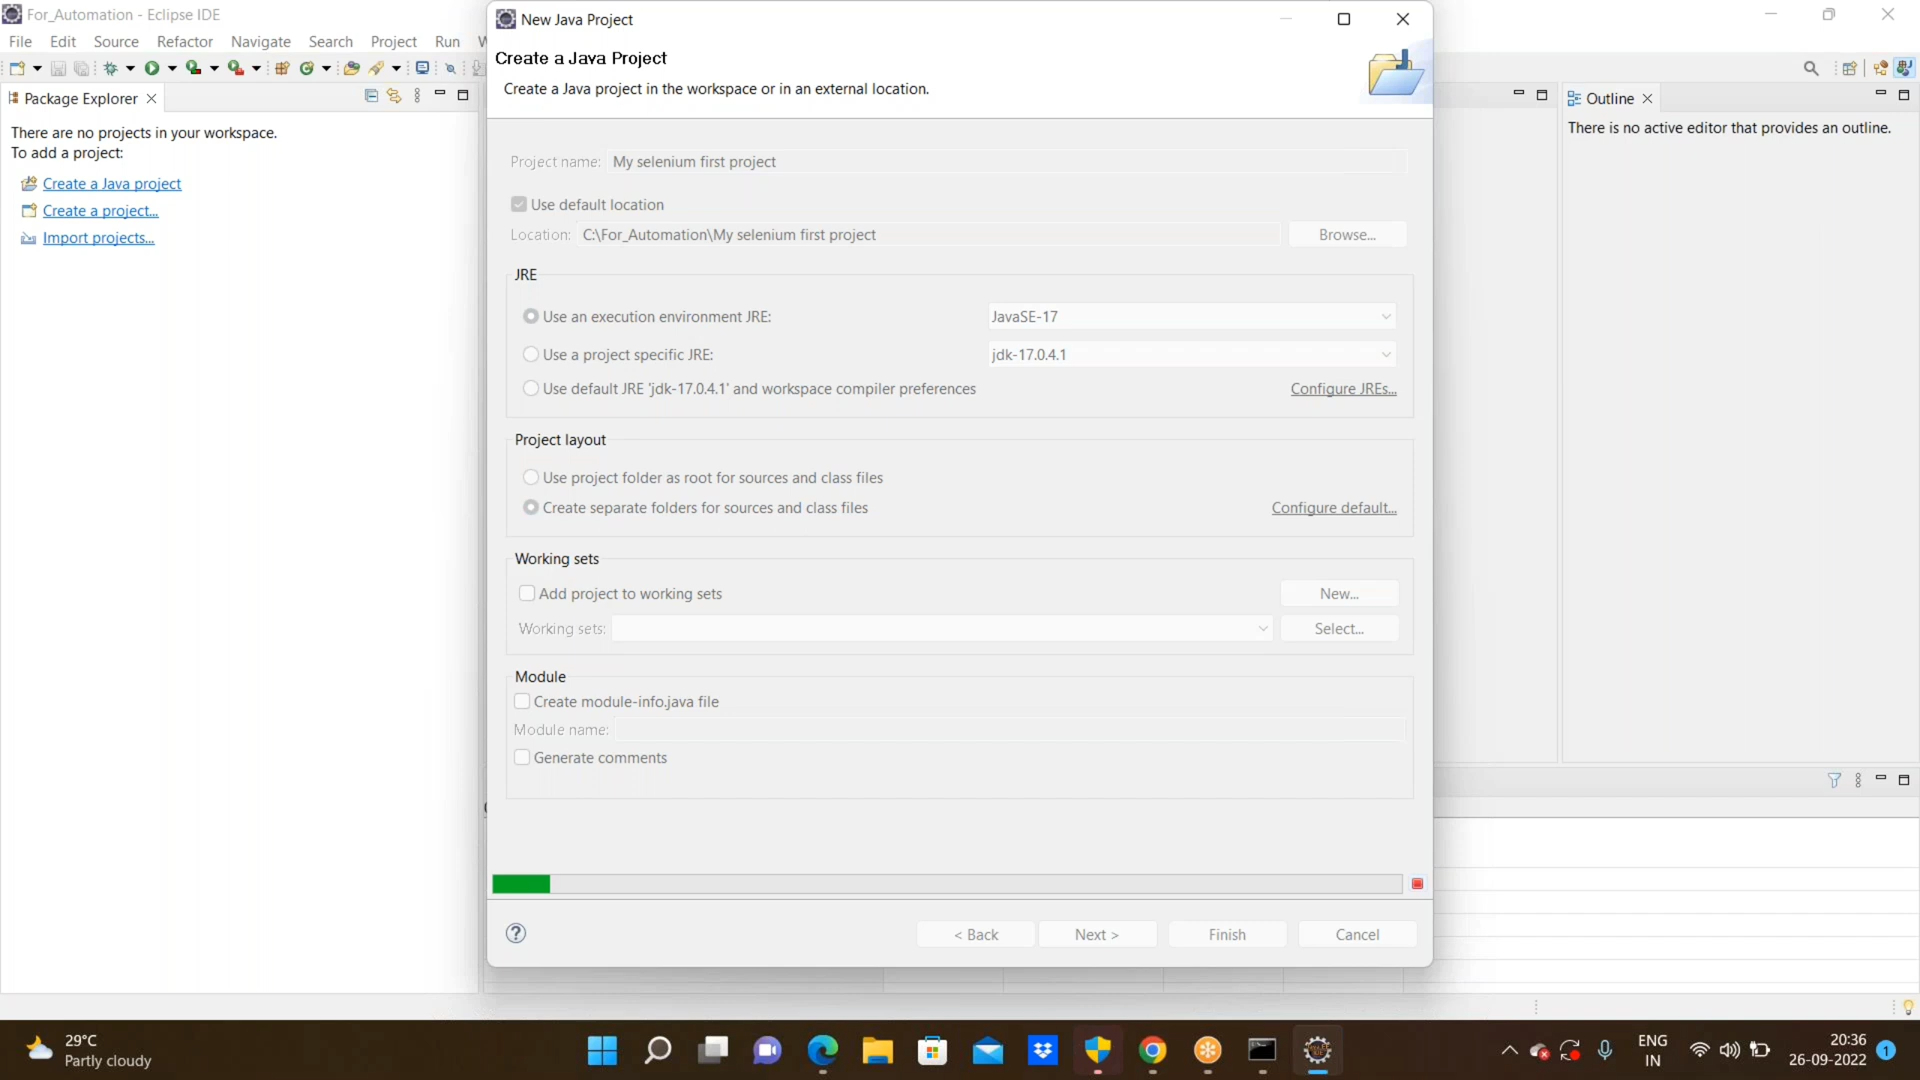 For_Automation - Eclipse IDE
File Edit Source Refactor Navigate Search Project Run
Package Explorer
There are no projects in your workspace.
To add a project:
Create a Java project
Create a project...
Import projects...
New Java Project
Create a Java Project
Create a Java project in the workspace or in an external location.
Project name: My selenium first project
Use default location
Location: C:\For_Automation\My selenium first project Browse...
JRE
Use an execution environment JRE: JavaSE-17
Use a project specific JRE: jdk-17.0.4.1
Use default JRE 'jdk-17.0.4.1' and workspace compiler preferences Configure JREs...
Project layout
Use project folder as root for sources and class files
Create separate folders for sources and class files Configure default...
Working sets
Add project to working sets New...
Working sets: Select...
Module
Create module-info.java file
Module name:
Generate comments
< Back Next > Finish Cancel
Outline
There is no active editor that provides an outline.
29°C
Partly cloudy
ENG
IN
20:36
26-09-2022
1